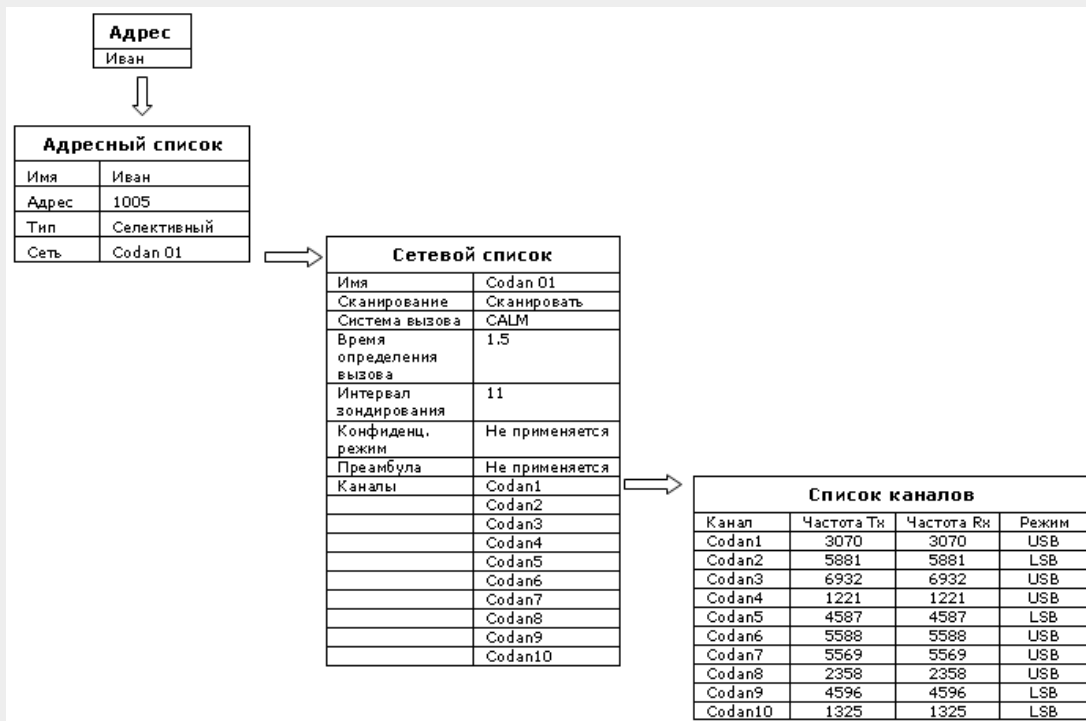 Адрес
Иван
Адресный список
Имя Иван
Адрес 1005
Тип Селективный
Сеть Codan 01
Сетевой список
Имя Codan 01
Сканирование Сканировать
Система вызова CALM
Время 1.5
определения
вызова
Интервал 11
зондирования
Конфиденц. Не применяется
режим
Преамбула Не применяется
Каналы Codan1
Codan2
Codan3
Codan4
Codan5
Codan6
Codan7
Codan8
Codan9
Codan10
Список каналов
Канал Частота Tx Частота Rx Режим
Codan1 3070 3070 USB
Codan2 5881 5881 LSB
Codan3 6932 6932 USB
Codan4 1221 1221 USB
Codan5 4587 4587 LSB
Codan6 5588 5588 USB
Codan7 5569 5569 USB
Codan8 2358 2358 USB
Codan9 4596 4596 LSB
Codan10 1325 1325 LSB